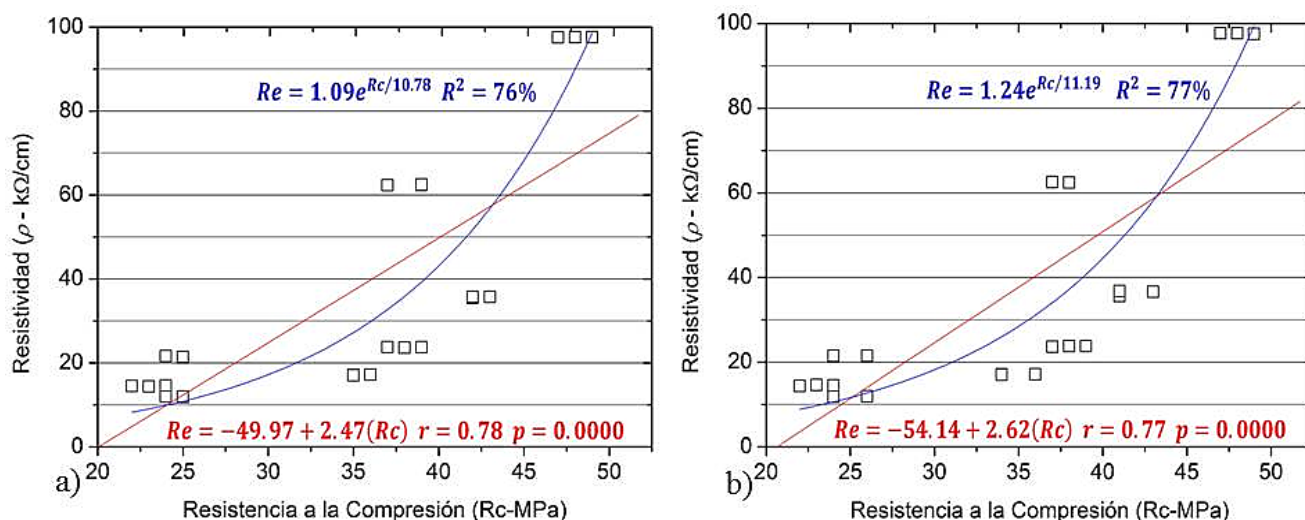 Resistividad (ρ - kΩ/cm)
100
80
60
40
20
0
Re = 1.09e^{Rc/10.78} R² = 76%
Re = −49.97 + 2.47(Rc) r = 0.78 p = 0.0000
20 25 30 35 40 45 50
a)
Resistencia a la Compresión (Rc-MPa)
Resistividad (ρ - kΩ/cm)
100
80
60
40
20
0
Re = 1.24e^{Rc/11.19} R² = 77%
Re = −54.14 + 2.62(Rc) r = 0.77 p = 0.0000
20 25 30 35 40 45 50
b)
Resistencia a la Compresión (Rc-MPa)